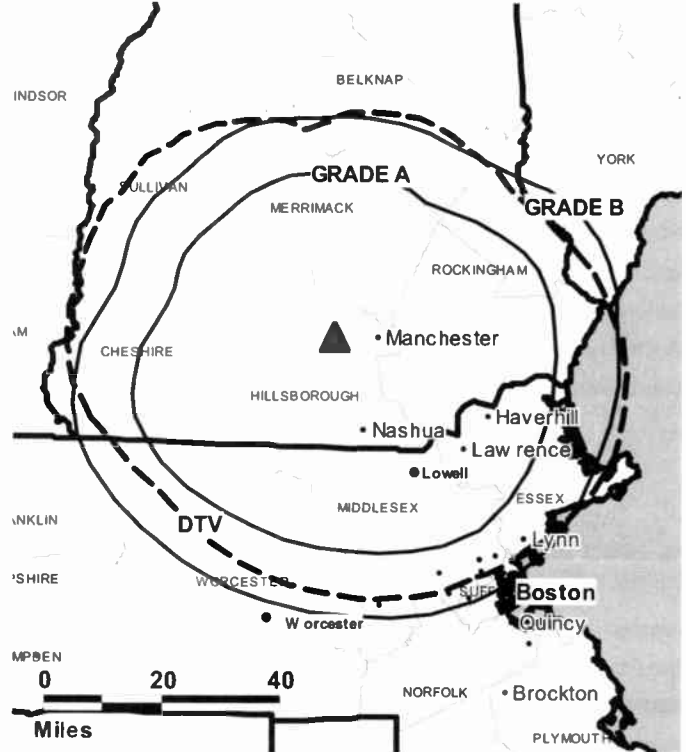 BELKNAP
INDSOR
YORK
SULLIVAN
GRADE A
GRADE B
MERRIMACK
ROCKINGHAM
AM
Manchester
CHESHIRE
HILLSBOROUGH
Haverhill
Nashua
Law rence
Lowell
ESSEX
MIDDLESEX
ANKLIN
DTV
Lynn
PSHIRE
WORCESTER
SUFF
Boston
W orcester
Quincy
MPDEN
0 20 40
NORFOLK
Brockton
Miles
PLYMOUTH